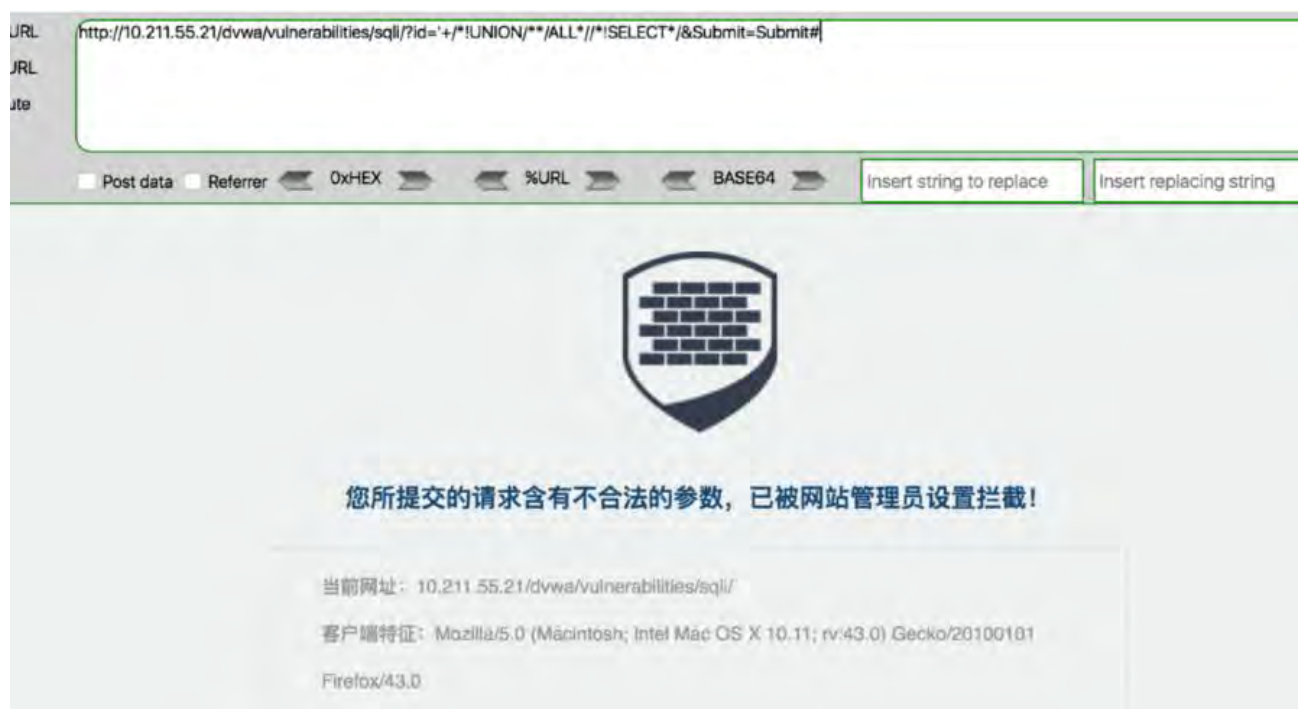 URL
http://10.211.55.21/dvwa/vulnerabilities/sqli/?id='+/*!UNION/**/ALL*//*!SELECT*/&Submit=Submit#
URL
ute
Post data Referrer 0xHEX %URL BASE64 Insert string to replace Insert replacing string
您所提交的请求含有不合法的参数，已被网站管理员设置拦截！
当前网址：10.211.55.21/dvwa/vulnerabilities/sqli/
客户端特征：Mozilla/5.0 (Macintosh; Intel Mac OS X 10.11; rv:43.0) Gecko/20100101
Firefox/43.0